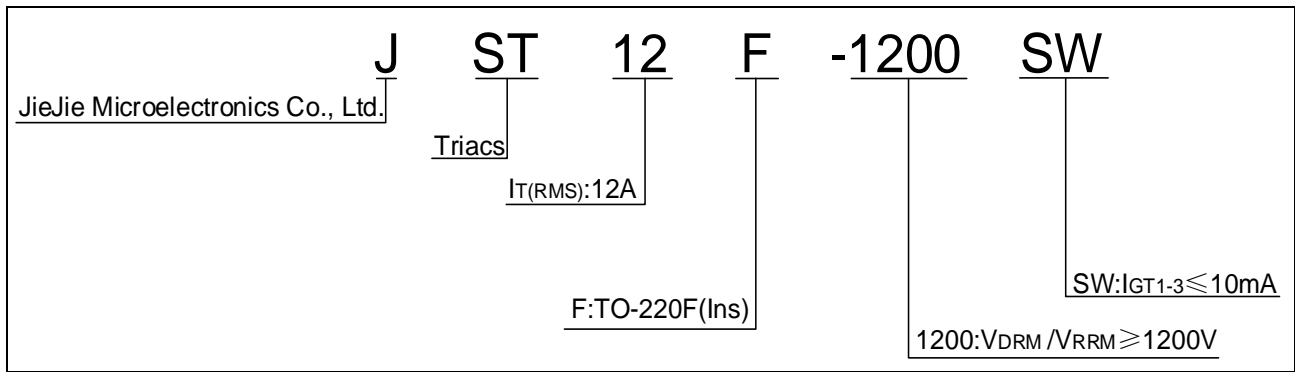 J ST 12 F -1200 SW
JieJie Microelectronics Co., Ltd.
Triacs
IT(RMS):12A
SW:IGT1-3≤10mA
F:TO-220F(Ins)
1200:VDRM /VRRM≥1200V